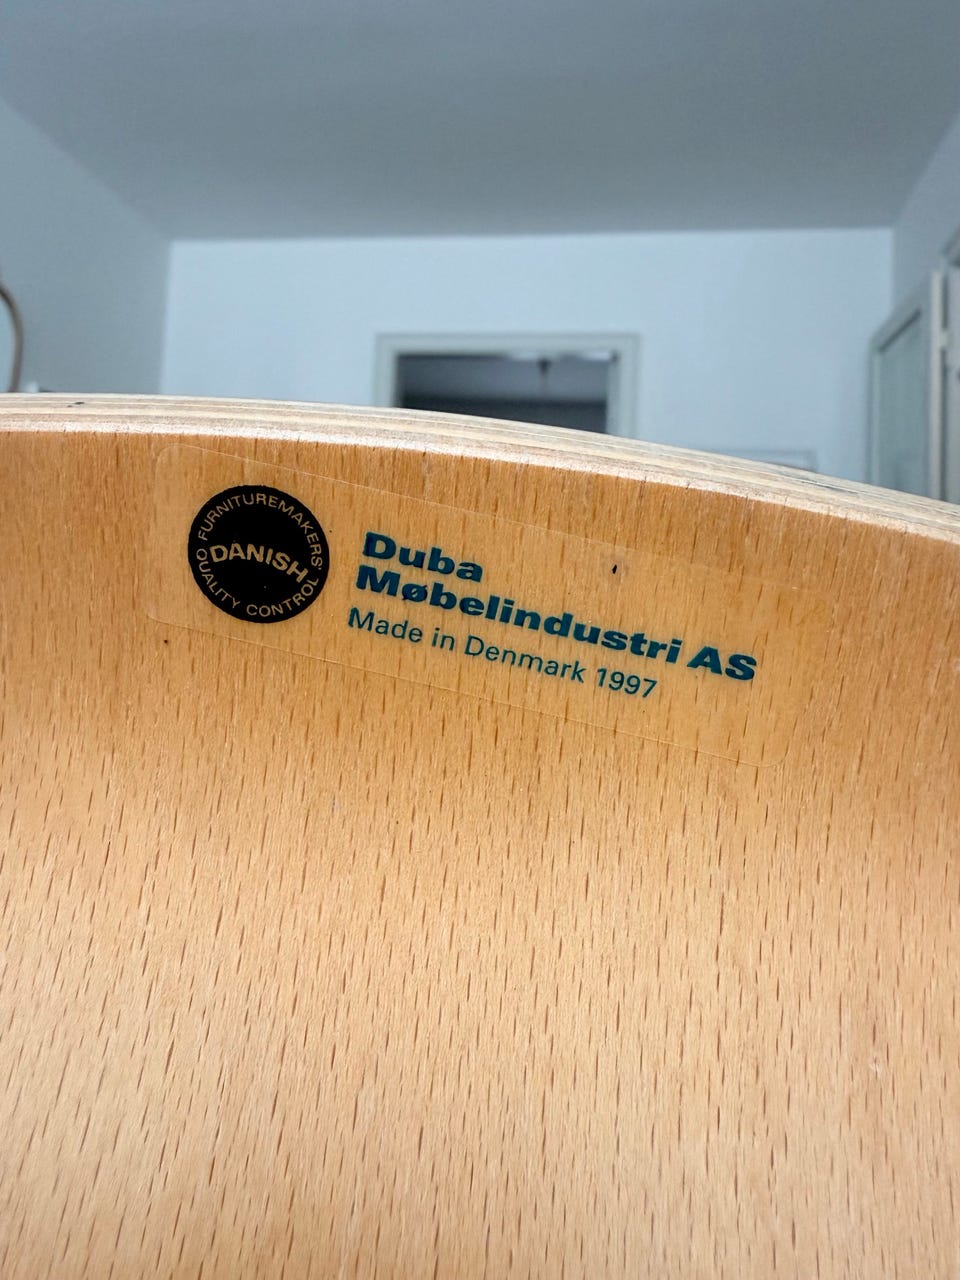 FURNITUREMAKERS'
DANISH
QUALITY CONTROL
Duba
Møbelindustri AS
Made in Denmark 1997